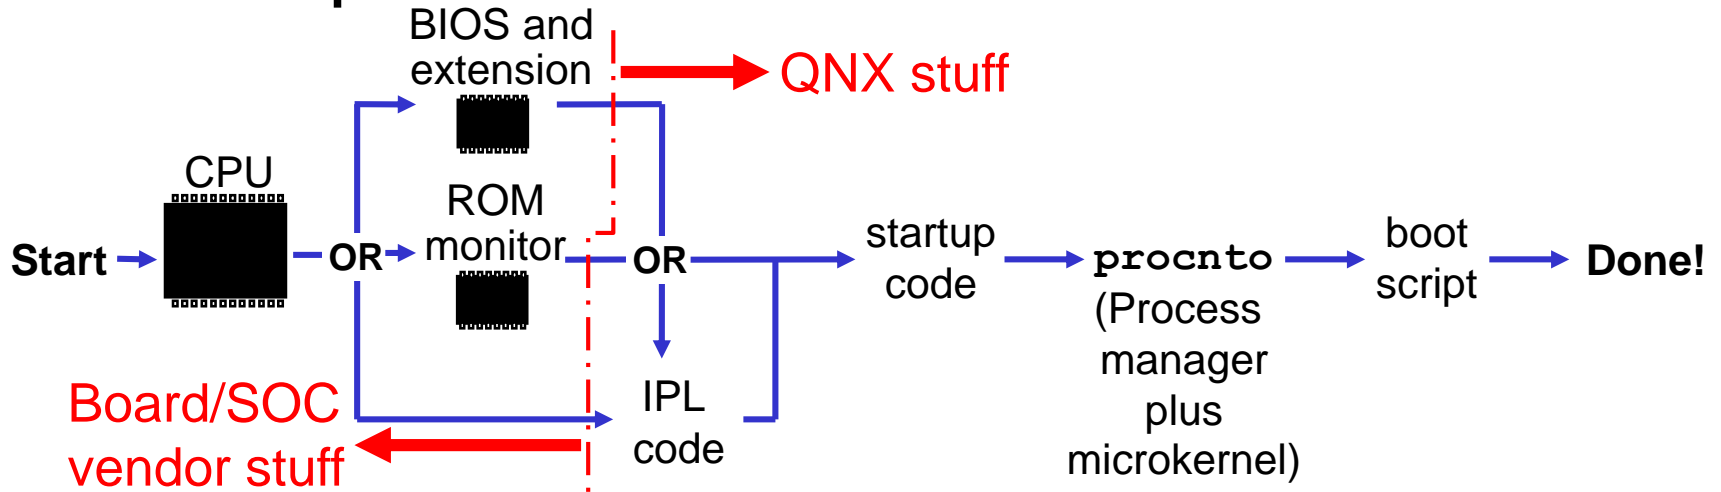 BIOS and
extension
QNX stuff
CPU
ROM
monitor
Start
OR
OR
startup
code
procnto
(Process
manager
plus
microkernel)
boot
script
Done!
Board/SOC
vendor stuff
IPL
code